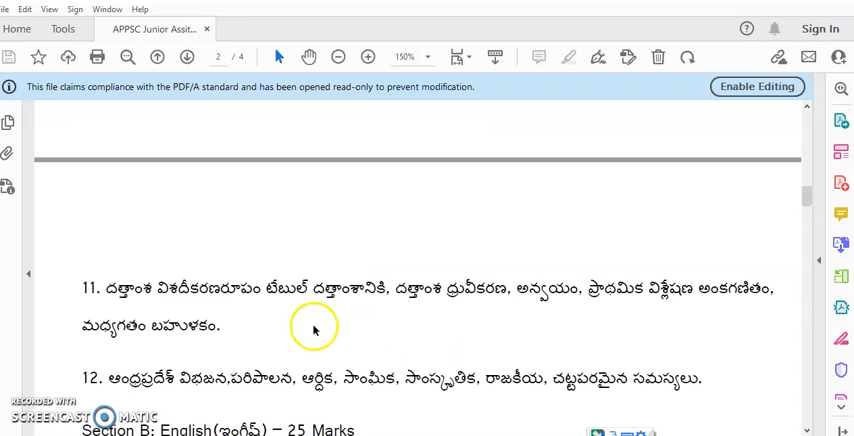 File Edit View Sign Window Help
Home Tools APPSC Junior Assit... × Sign In
2 / 4 150%
This file claims compliance with the PDF/A standard and has been opened read-only to prevent modification. Enable Editing
11. దత్తాంశ విశదీకరణరూపం టేబుల్ దత్తాంశానికి, దత్తాంశ ధ్రువీకరణ, అన్వయం, ప్రాథమిక విశ్లేషణ అంకగణితం,
మధ్యగతం బహుళకం.
12. ఆంధ్రప్రదేశ్ విభజన,పరిపాలన, ఆర్థిక, సాంఘిక, సాంస్కృతిక, రాజకీయ, చట్టపరమైన సమస్యలు.
RECORDED WITH
SCREENCAST MATIC
Section B: English(ఇంగ్లీష్) – 25 Marks